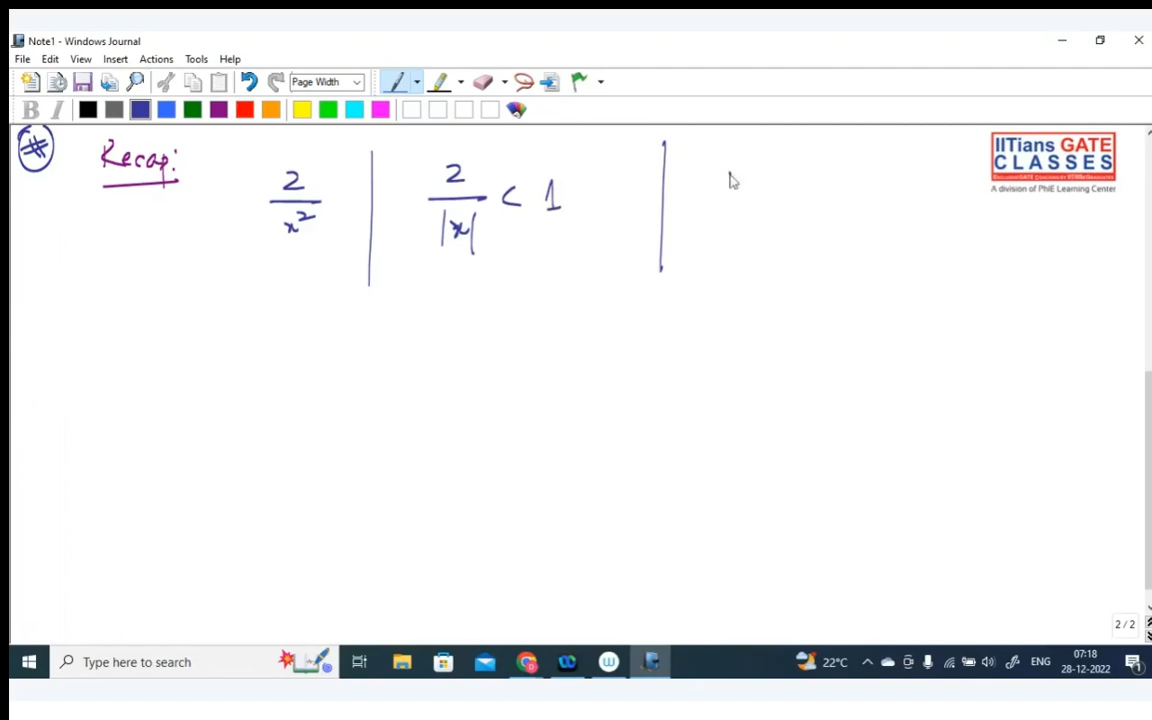 Note1 - Windows Journal
File Edit View Insert Actions Tools Help
Page Width
B I
# Recap:
2/x² | 2/|x| < 1 |
IITians GATE
CLASSES
A division of PhIE Learning Center
2 / 2
Type here to search
22°C
ENG
07:18
28-12-2022
1